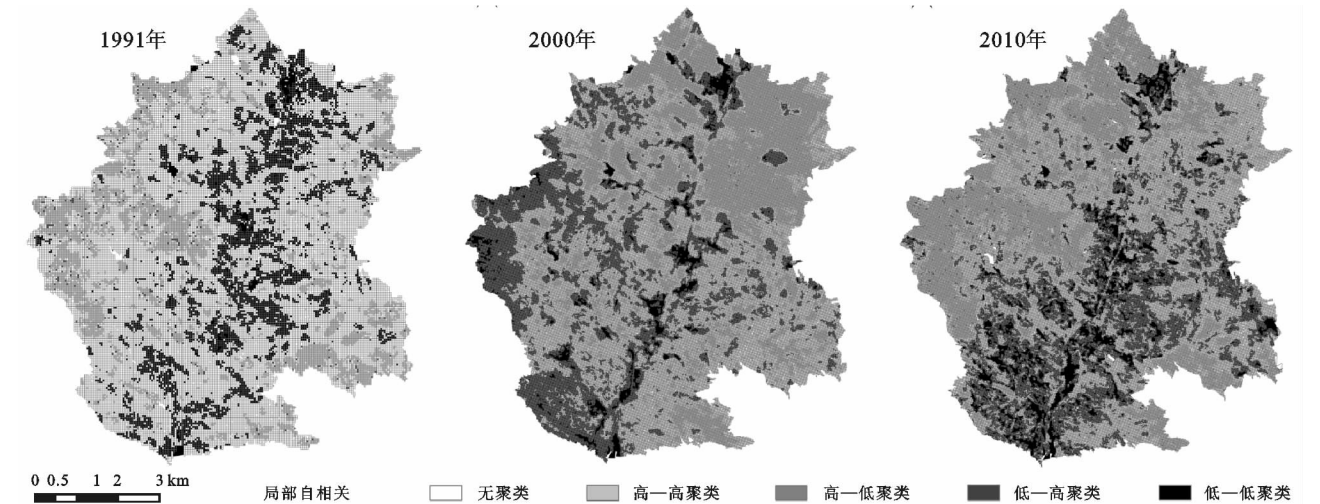 1991年
2000年
2010年
0 0.5 1 2 3 km
局部自相关 无聚类 高—高聚类 高—低聚类 低—高聚类 低—低聚类